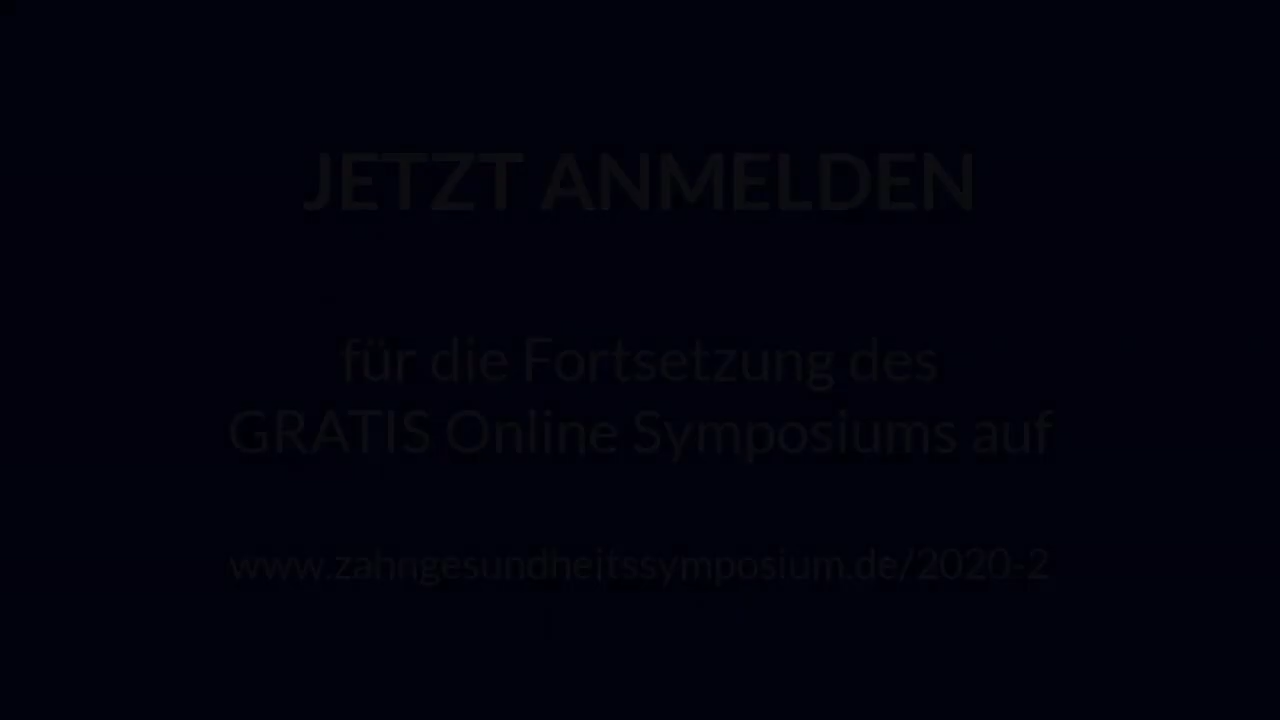 JETZT ANMELDEN
für die Fortsetzung des
GRATIS Online Symposiums auf
www.zahngesundheitssymposium.de/2020-2